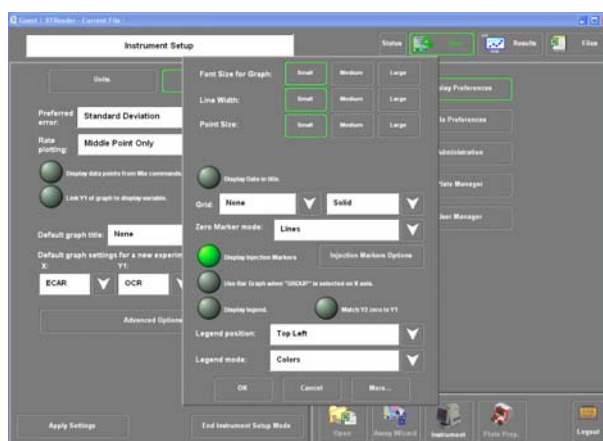 Guest | XFReader - Current File :
Instrument Setup
Status
Run
Results
Files
Units
Preferred error:
Standard Deviation
Rate plotting:
Middle Point Only
Display data points from Mix commands.
Link Y1 of graph to display variable.
Default graph title:
None
Default graph settings for a new experim
X:
Y1:
ECAR
OCR
Advanced Options
Apply Settings
End Instrument Setup Mode
Font Size for Graph:
Small
Medium
Large
Line Width:
Small
Medium
Large
Point Size:
Small
Medium
Large
Display Date in title.
Grid:
None
Solid
Zero Marker mode:
Lines
Display Injection Markers
Injection Markers Options
Use Bar Graph when "GROUP" is selected on X axis.
Display legend.
Match Y2 zero to Y1
Legend position:
Top Left
Legend mode:
Colors
OK
Cancel
More...
play Preferences
le Preferences
dministration
Plate Manager
ser Manager
Open
Assay Wizard
Instrument
Plate Prep.
Logout